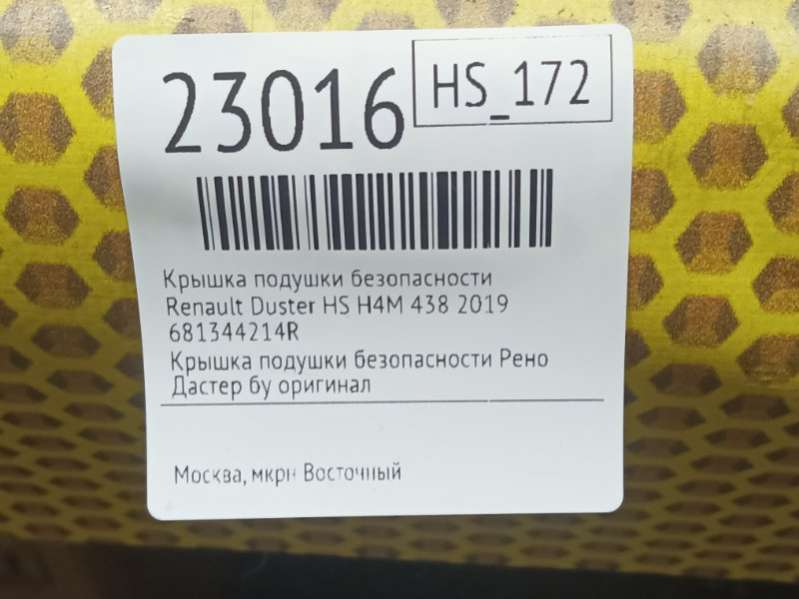 23016
HS_172
Крышка подушки безопасности
Renault Duster HS H4M 438 2019
681344214R
Крышка подушки безопасности Рено
Дастер бу оригинал
Москва, мкрн Восточный